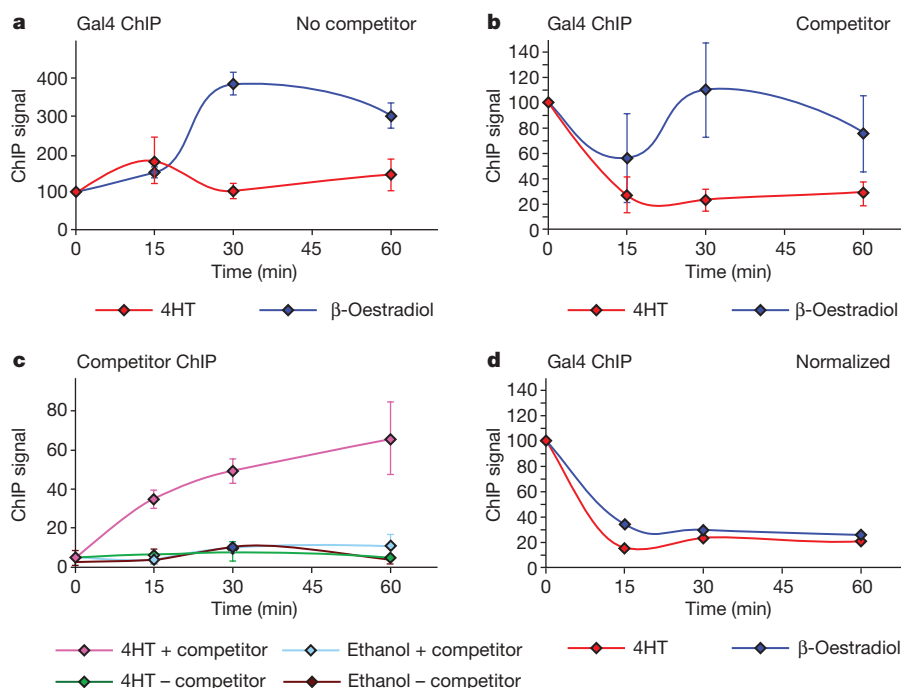 a Gal4 ChIP No competitor
ChIP signal
400
300
200
100
0
0 15 30 45 60
Time (min)
4HT β-Oestradiol
b Gal4 ChIP Competitor
ChIP signal
140
120
100
80
60
40
20
0
0 15 30 45 60
Time (min)
4HT β-Oestradiol
c Competitor ChIP
ChIP signal
80
60
40
20
0
0 15 30 45 60
Time (min)
4HT + competitor Ethanol + competitor
4HT – competitor Ethanol – competitor
d Gal4 ChIP Normalized
ChIP signal
140
120
100
80
60
40
20
0
0 15 30 45 60
Time (min)
4HT β-Oestradiol